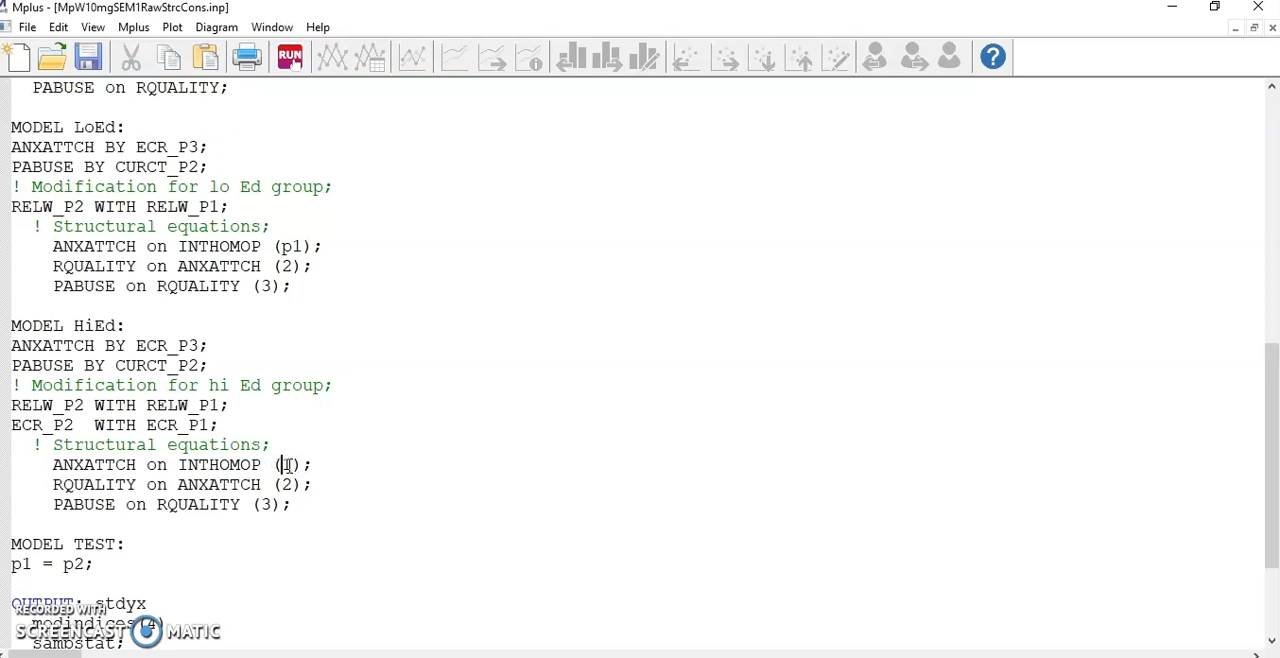 Mplus - [MpW10mgSEM1RawStrcCons.inp]
File Edit View Mplus Plot Diagram Window Help
RUN
PABUSE on RQUALITY;
MODEL LoEd:
ANXATTCH BY ECR_P3;
PABUSE BY CURCT_P2;
! Modification for lo Ed group;
RELW_P2 WITH RELW_P1;
! Structural equations;
ANXATTCH on INTHOMOP (p1);
RQUALITY on ANXATTCH (2);
PABUSE on RQUALITY (3);
MODEL HiEd:
ANXATTCH BY ECR_P3;
PABUSE BY CURCT_P2;
! Modification for hi Ed group;
RELW_P2 WITH RELW_P1;
ECR_P2 WITH ECR_P1;
! Structural equations;
ANXATTCH on INTHOMOP (1);
RQUALITY on ANXATTCH (2);
PABUSE on RQUALITY (3);
MODEL TEST:
p1 = p2;
OUTPUT: stdyx
RECORDED WITH
modindices(4)
SCREENCAST MATIC
sampstat;